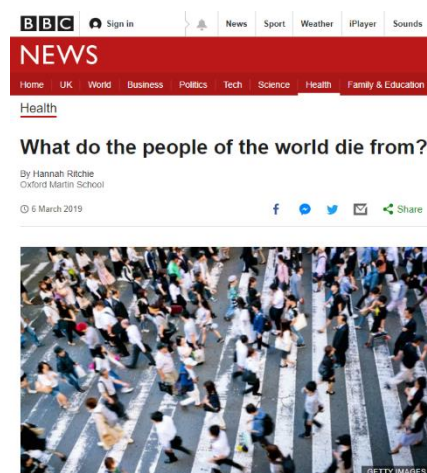 BBC Sign in News Sport Weather iPlayer Sounds
NEWS
Home UK World Business Politics Tech Science Health Family & Education
Health
What do the people of the world die from?
By Hannah Ritchie
Oxford Martin School
6 March 2019 Share
GETTY IMAGES